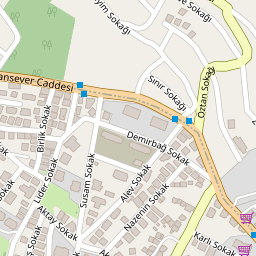 Sokağı
Sınır Sokağı
Öztan Sokağı
ansever Caddesi
Birlik Sokak
Demirbağ Sokak
Lider Sokak
Susam Sokak
Alev Sokak
Nazenin Sokak
Aktay Sokak
Karlı Sokak